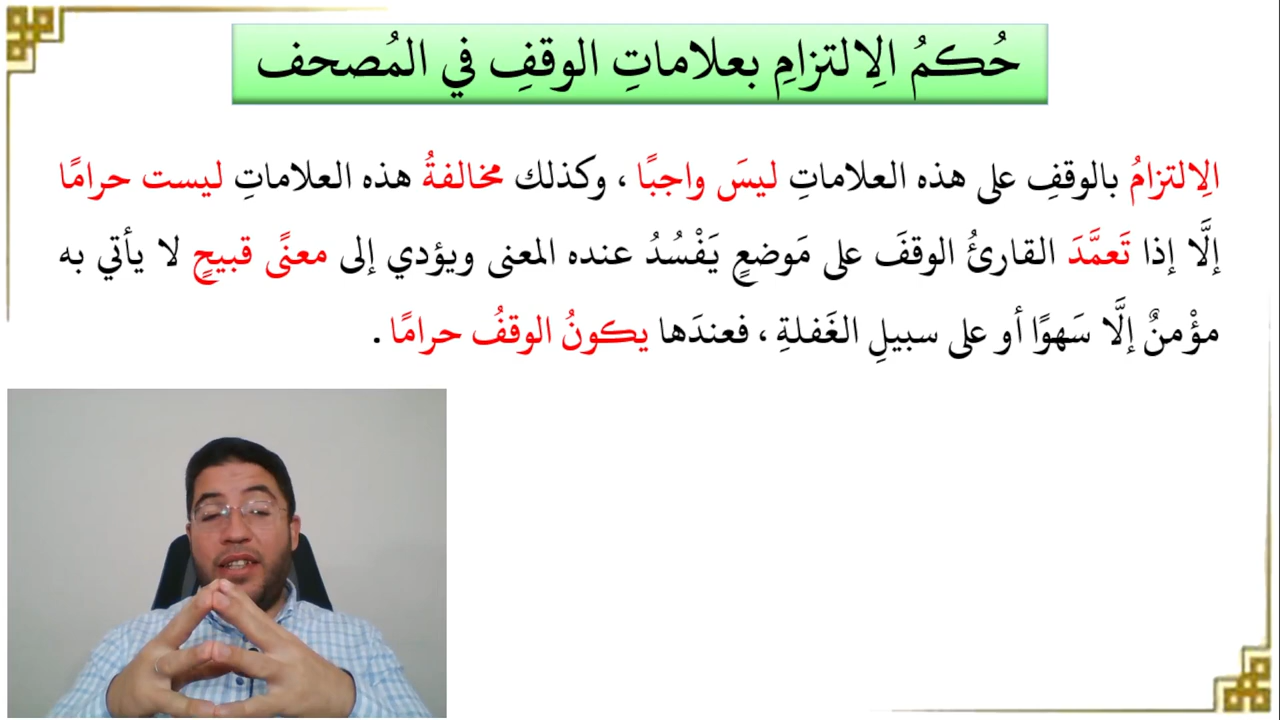 حُكمُ الِالتزامِ بعلاماتِ الوقفِ في المُصحف
الِالتزامُ بالوقفِ على هذه العلاماتِ ليسَ واجبًا ، وكذلك مخالفةُ هذه العلاماتِ ليست حرامًا
إلَّا إذا تَعمَّدَ القارئُ الوقفَ على مَوضعٍ يَفْسُدُ عنده المعنى ويؤدي إلى معنًى قبيحٍ لا يأتي به
مؤْمنٌ إلَّا سَهوًا أو على سبيلِ الغَفلةِ ، فعندَها يكونُ الوقفُ حرامًا .